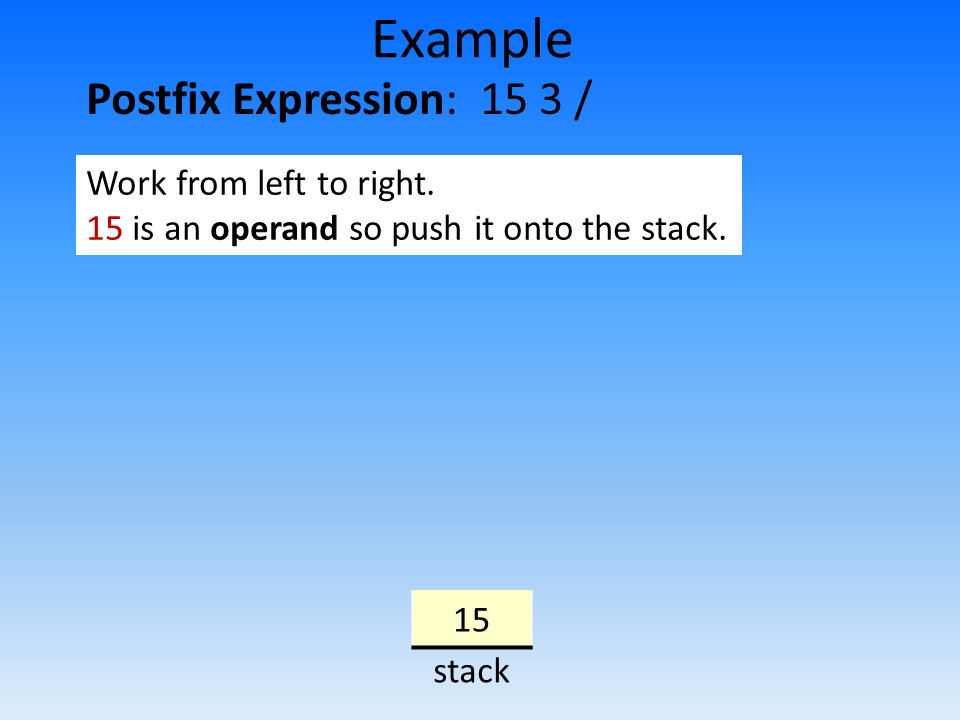 Example
Postfix Expression: 15 3 /
Work from left to right.
15 is an operand so push it onto the stack.
15
stack